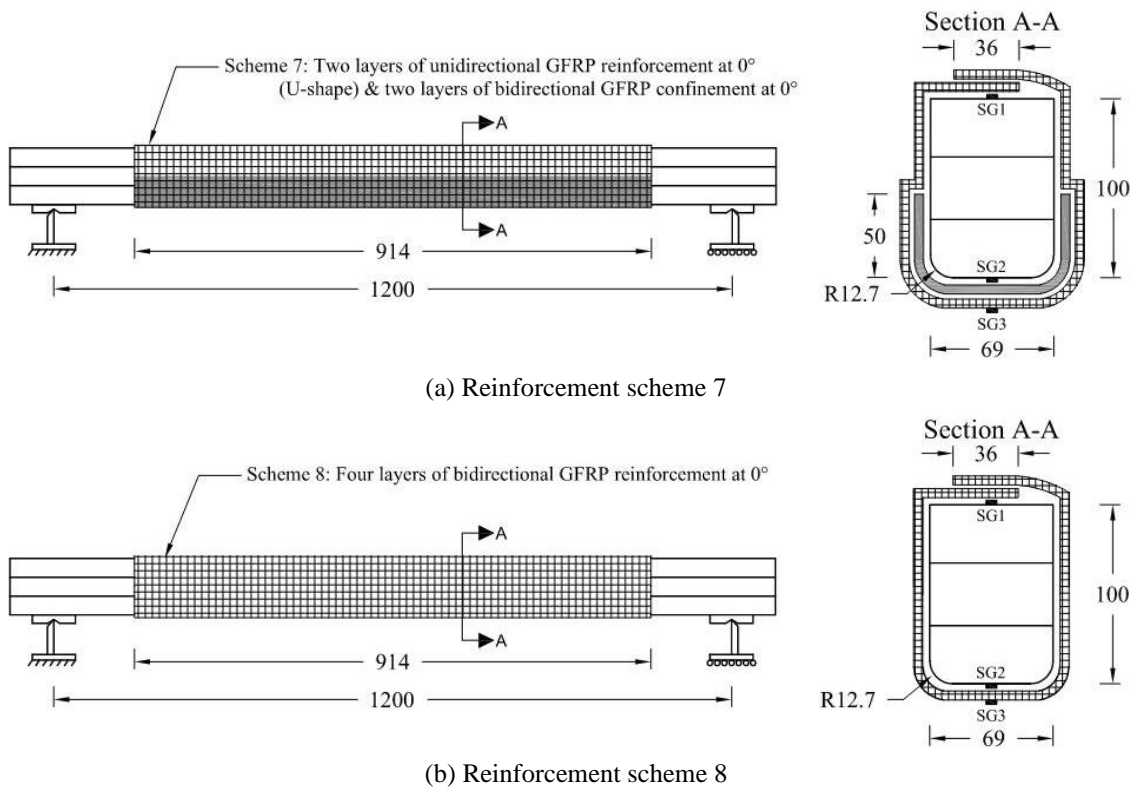 Scheme 7: Two layers of unidirectional GFRP reinforcement at 0°
(U-shape) & two layers of bidirectional GFRP confinement at 0°
A
A
914
1200
Section A-A
36
SG1
100
50
SG2
R12.7
SG3
69
(a) Reinforcement scheme 7
Scheme 8: Four layers of bidirectional GFRP reinforcement at 0°
A
A
914
1200
Section A-A
36
SG1
100
SG2
R12.7
SG3
69
(b) Reinforcement scheme 8